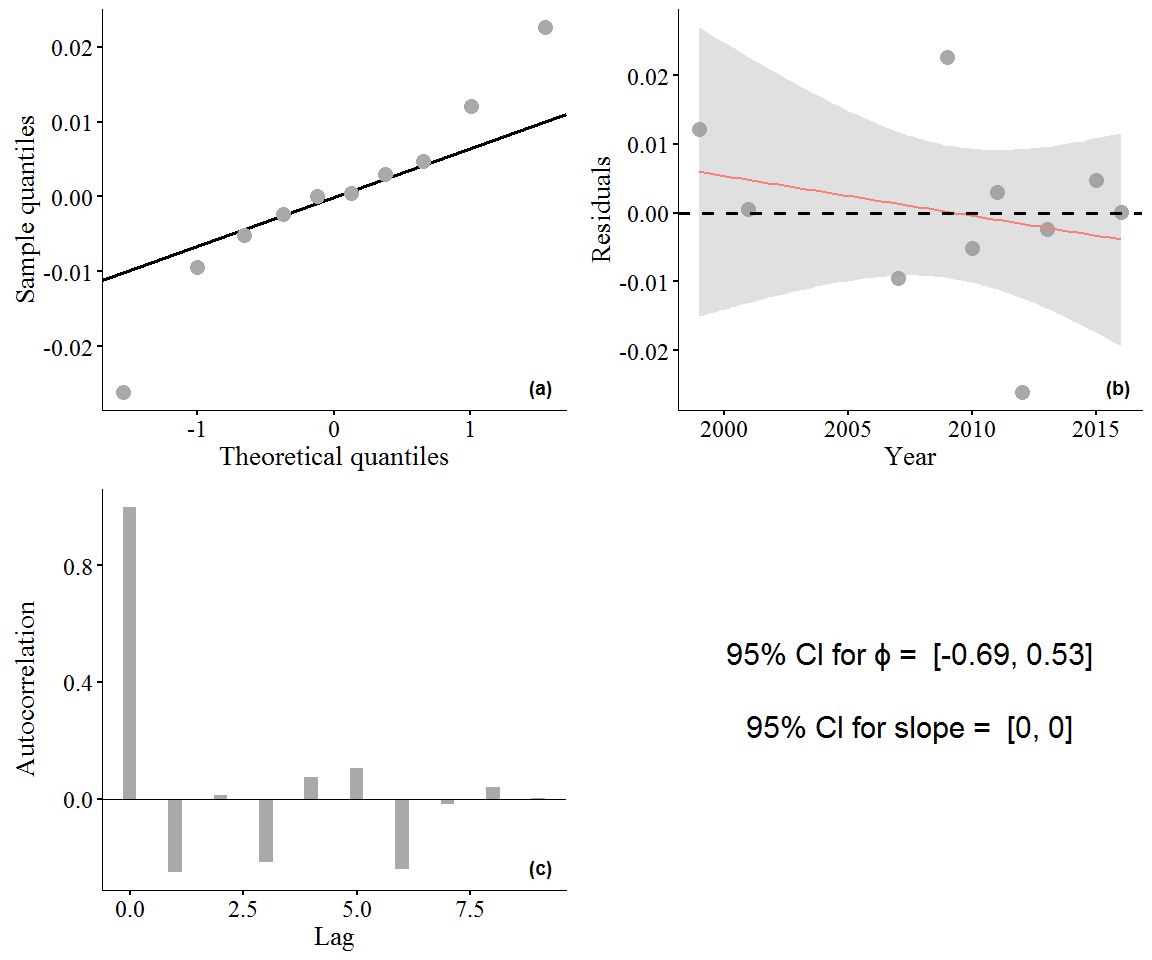 0.02
0.01
0.00
-0.01
-0.02
Sample quantiles
-1
0
1
Theoretical quantiles
(a)
0.02
0.01
0.00
-0.01
-0.02
Residuals
2000
2005
2010
2015
Year
(b)
0.8
0.4
0.0
Autocorrelation
0.0
2.5
5.0
7.5
Lag
(c)
95% CI for ϕ = [-0.69, 0.53]
95% CI for slope = [0, 0]